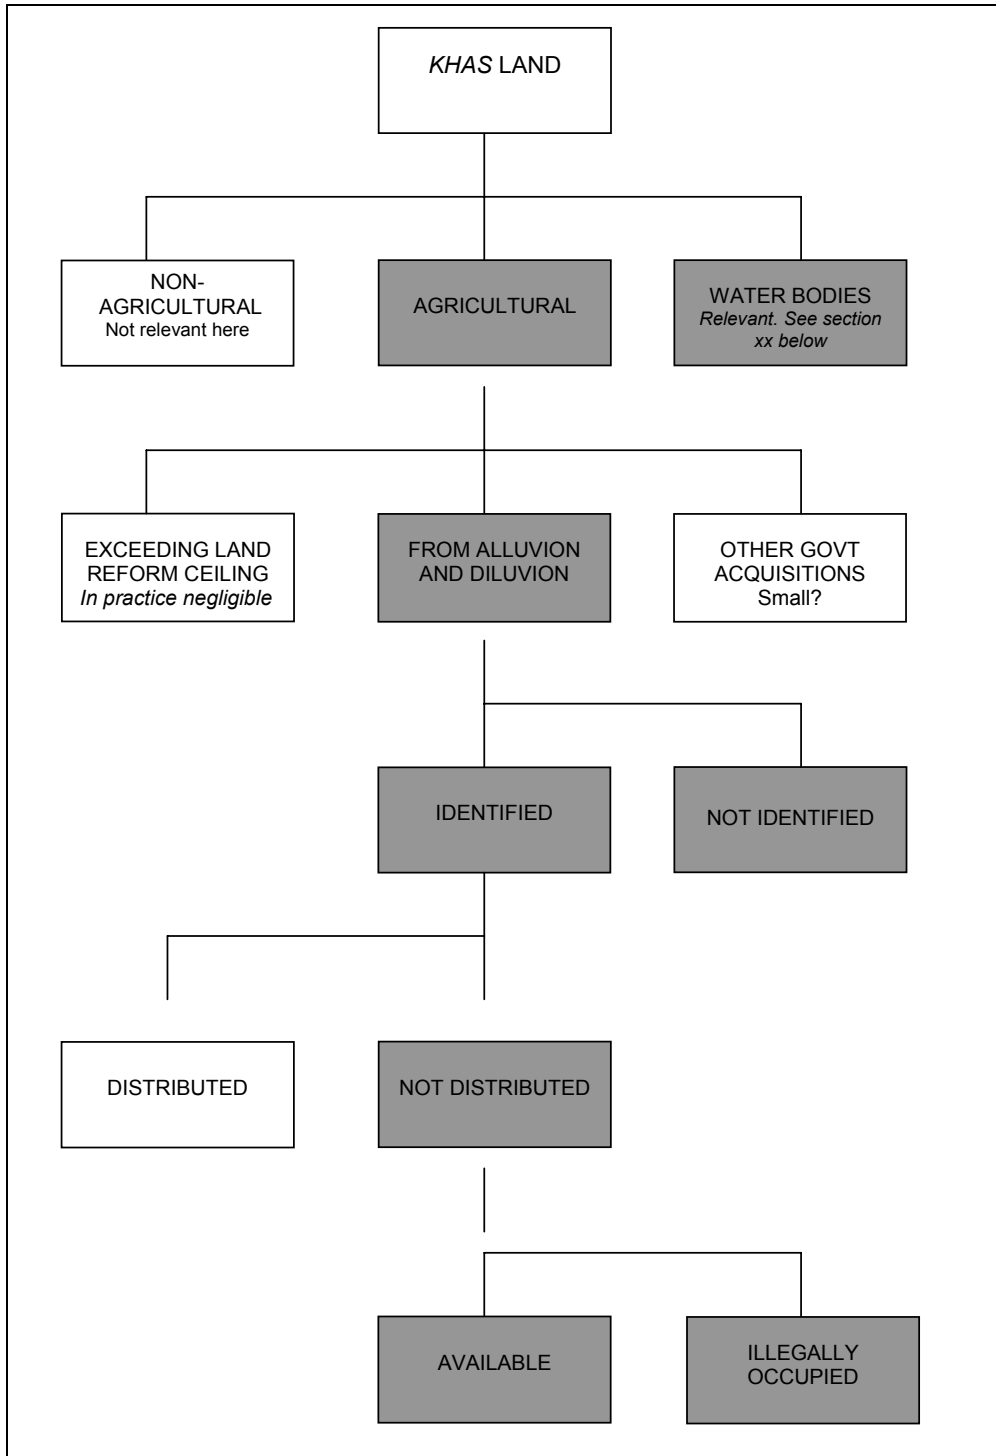 KHAS LAND
NON-
AGRICULTURAL
Not relevant here
AGRICULTURAL
WATER BODIES
Relevant. See section
xx below
EXCEEDING LAND
REFORM CEILING
In practice negligible
FROM ALLUVION
AND DILUVION
OTHER GOVT
ACQUISITIONS
Small?
IDENTIFIED
NOT IDENTIFIED
DISTRIBUTED
NOT DISTRIBUTED
AVAILABLE
ILLEGALLY
OCCUPIED